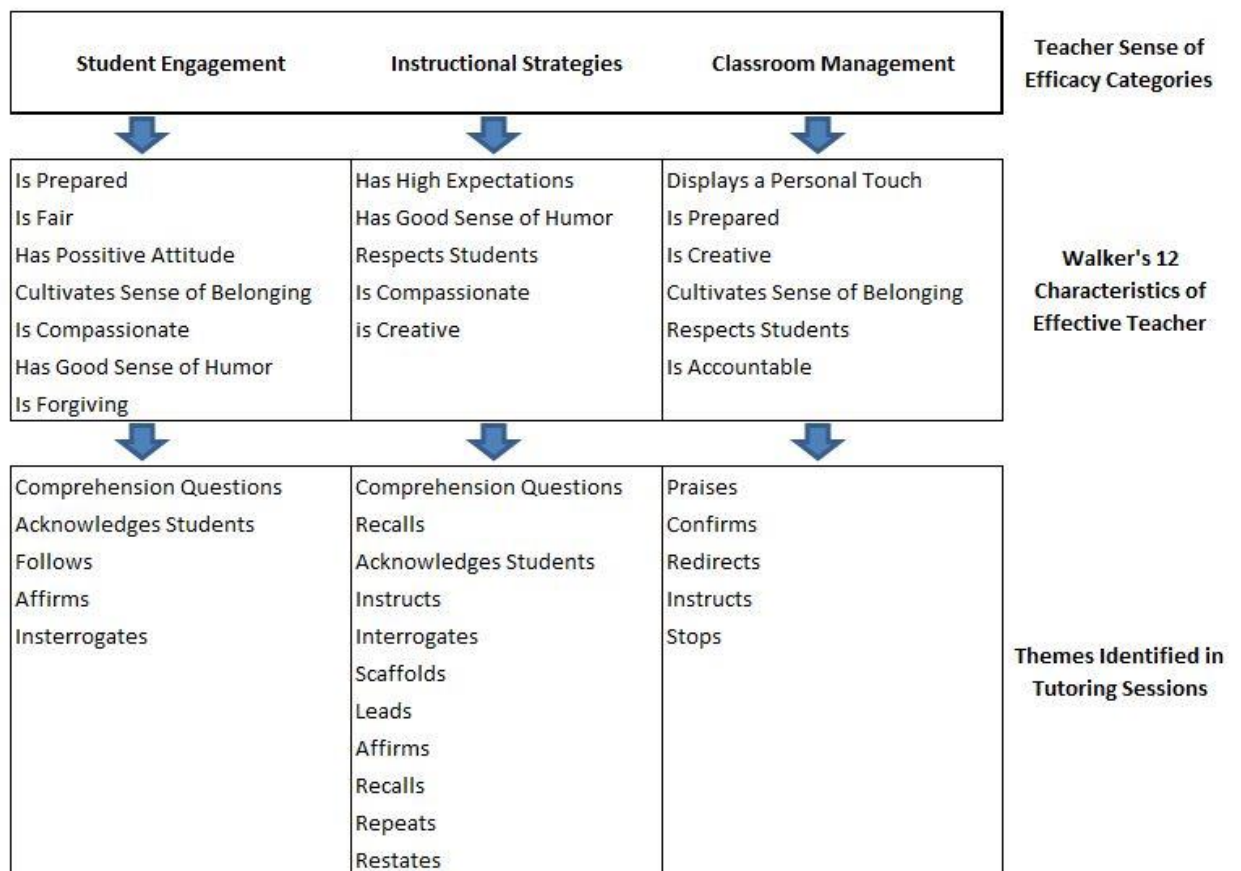 Student Engagement
Instructional Strategies
Classroom Management
Teacher Sense of
Efficacy Categories
Is Prepared
Is Fair
Has Possitive Attitude
Cultivates Sense of Belonging
Is Compassionate
Has Good Sense of Humor
Is Forgiving
Has High Expectations
Has Good Sense of Humor
Respects Students
Is Compassionate
is Creative
Displays a Personal Touch
Is Prepared
Is Creative
Cultivates Sense of Belonging
Respects Students
Is Accountable
Walker's 12
Characteristics of
Effective Teacher
Comprehension Questions
Acknowledges Students
Follows
Affirms
Insterrogates
Comprehension Questions
Recalls
Acknowledges Students
Instructs
Interrogates
Scaffolds
Leads
Affirms
Recalls
Repeats
Restates
Praises
Confirms
Redirects
Instructs
Stops
Themes Identified in
Tutoring Sessions